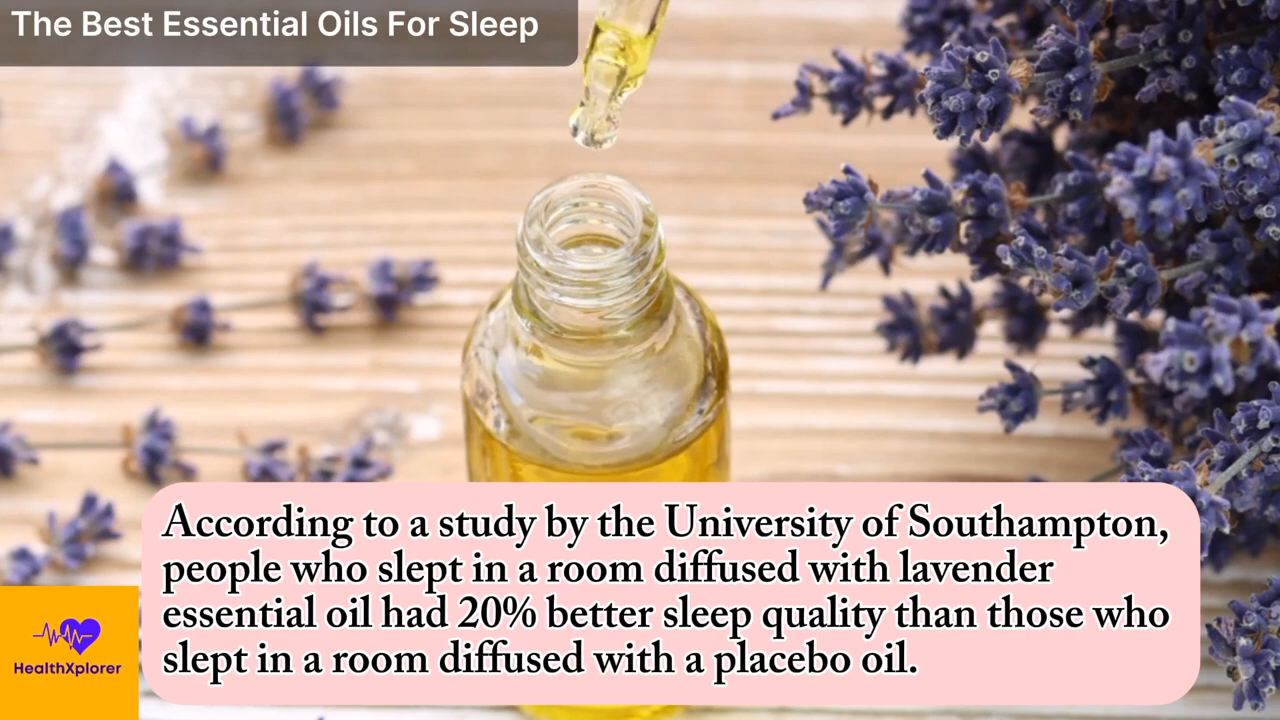 The Best Essential Oils For Sleep
According to a study by the University of Southampton,
people who slept in a room diffused with lavender
essential oil had 20% better sleep quality than those who
slept in a room diffused with a placebo oil.
HealthXplorer